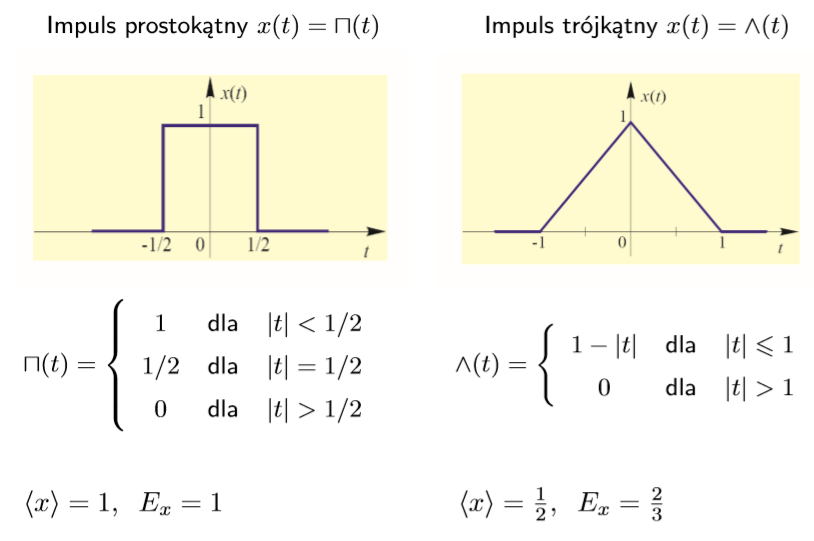 Impuls prostokątny x(t) = ⊓(t)
x(t)
1
-1/2 0 1/2
t
⊓(t) = {
1 dla |t| < 1/2
1/2 dla |t| = 1/2
0 dla |t| > 1/2
⟨x⟩ = 1, Eₓ = 1
Impuls trójkątny x(t) = ∧(t)
x(t)
1
-1 0 1
t
∧(t) = {
1 − |t| dla |t| ⩽ 1
0 dla |t| > 1
⟨x⟩ = 1/2, Eₓ = 2/3